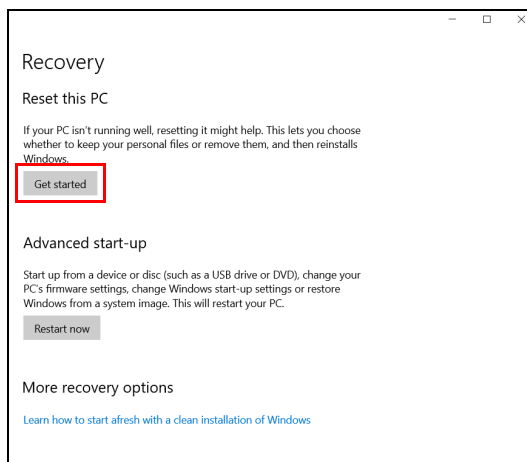 Recovery
Reset this PC
If your PC isn't running well, resetting it might help. This lets you choose
whether to keep your personal files or remove them, and then reinstalls
Windows.
Get started
Advanced start-up
Start up from a device or disc (such as a USB drive or DVD), change your
PC's firmware settings, change Windows start-up settings or restore
Windows from a system image. This will restart your PC.
Restart now
More recovery options
Learn how to start afresh with a clean installation of Windows